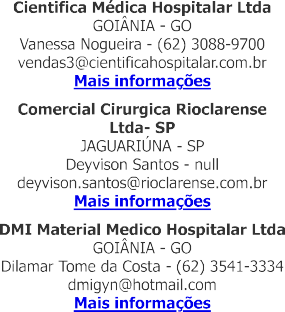 Cientifica Médica Hospitalar Ltda
GOIÂNIA - GO
Vanessa Nogueira - (62) 3088-9700
vendas3@cientificahospitalar.com.br
Mais informações
Comercial Cirurgica Rioclarense
Ltda- SP
JAGUARIÚNA - SP
Deyvison Santos - null
deyvison.santos@rioclarense.com.br
Mais informações
DMI Material Medico Hospitalar Ltda
GOIÂNIA - GO
Dilamar Tome da Costa - (62) 3541-3334
dmigyn@hotmail.com
Mais informações